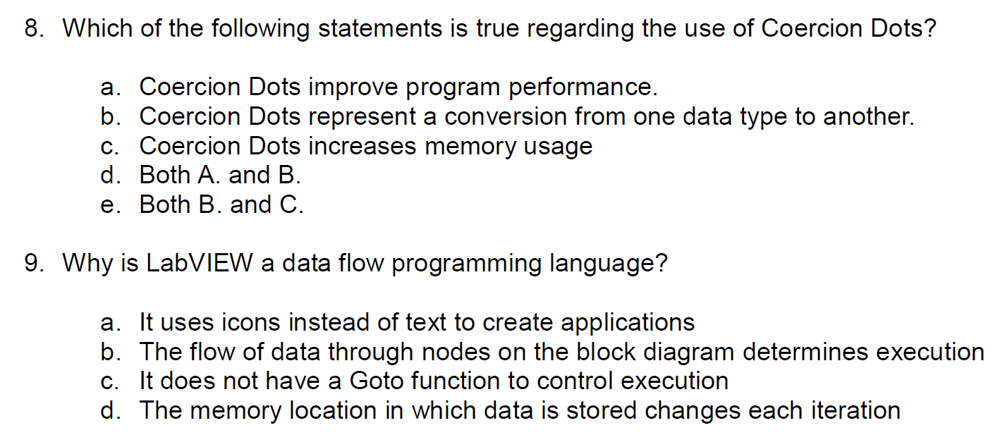 8. Which of the following statements is true regarding the use of Coercion Dots?
a. Coercion Dots improve program performance.
b. Coercion Dots represent a conversion from one data type to another.
c. Coercion Dots increases memory usage
d. Both A. and B.
e. Both B. and C.
9. Why is LabVIEW a data flow programming language?
a. It uses icons instead of text to create applications
b. The flow of data through nodes on the block diagram determines execution
c. It does not have a Goto function to control execution
d. The memory location in which data is stored changes each iteration